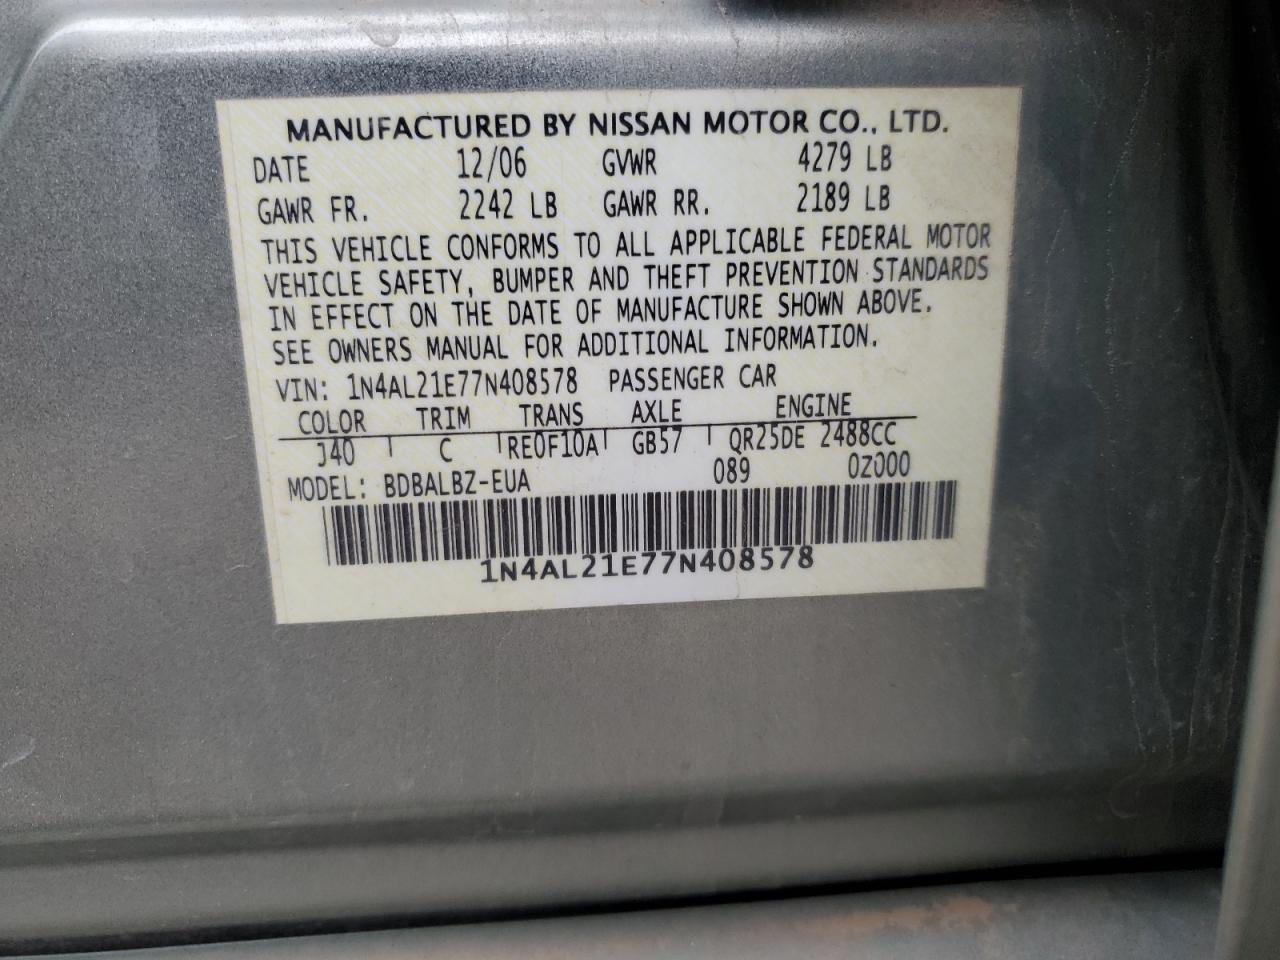 MANUFACTURED BY NISSAN MOTOR CO., LTD.
DATE 12/06 GVWR 4279 LB
GAWR FR. 2242 LB GAWR RR. 2189 LB
THIS VEHICLE CONFORMS TO ALL APPLICABLE FEDERAL MOTOR
VEHICLE SAFETY, BUMPER AND THEFT PREVENTION STANDARDS
IN EFFECT ON THE DATE OF MANUFACTURE SHOWN ABOVE.
SEE OWNERS MANUAL FOR ADDITIONAL INFORMATION.
VIN: 1N4AL21E77N408578 PASSENGER CAR
COLOR TRIM TRANS AXLE ENGINE
J40 C RE0F10A GB57 QR25DE 2488CC
MODEL: BDBALBZ-EUA 089 0Z000
1N4AL21E77N408578